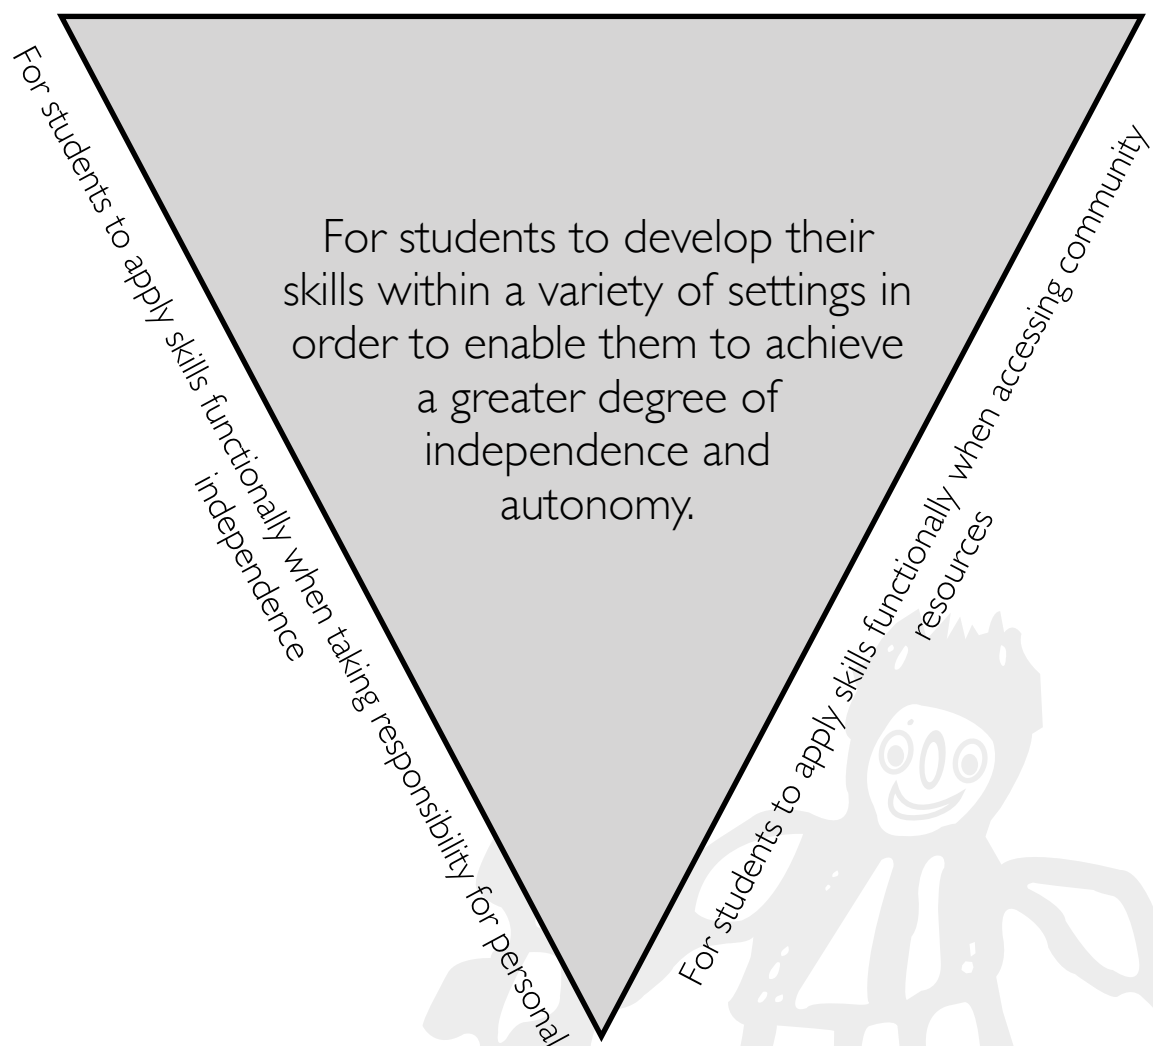 For students to develop their
skills within a variety of settings in
order to enable them to achieve
a greater degree of
independence and
autonomy.
For students to apply skills functionally when taking responsibility for personal
independence
For students to apply skills functionally when accessing community
resources